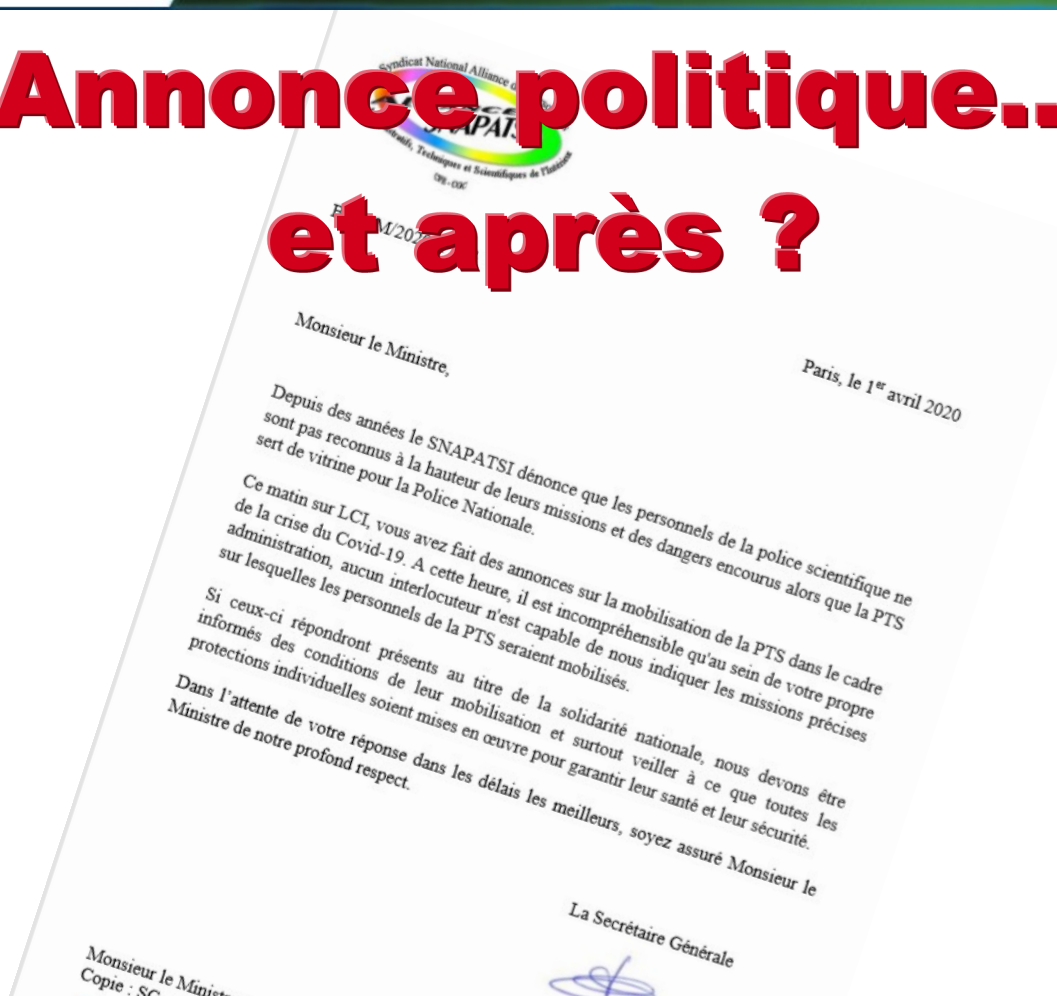 Annonce politique..
et après ?
Syndicat National Alliance
SNAPATSI
Techniques et Scientifiques de l'Intérieur
CFE-CGC
M/202
Monsieur le Ministre,
Paris, le 1er avril 2020
Depuis des années le SNAPATSI dénonce que les personnels de la police scientifique ne
sont pas reconnus à la hauteur de leurs missions et des dangers encourus alors que la PTS
sert de vitrine pour la Police Nationale.
Ce matin sur LCI, vous avez fait des annonces sur la mobilisation de la PTS dans le cadre
de la crise du Covid-19. A cette heure, il est incompréhensible qu'au sein de votre propre
administration, aucun interlocuteur n'est capable de nous indiquer les missions précises
sur lesquelles les personnels de la PTS seraient mobilisés.
Si ceux-ci répondront présents au titre de la solidarité nationale, nous devons être
informés des conditions de leur mobilisation et surtout veiller à ce que toutes les
protections individuelles soient mises en œuvre pour garantir leur santé et leur sécurité.
Dans l'attente de votre réponse dans les délais les meilleurs, soyez assuré Monsieur le
Ministre de notre profond respect.
La Secrétaire Générale
Monsieur le Minist
Copie : SG